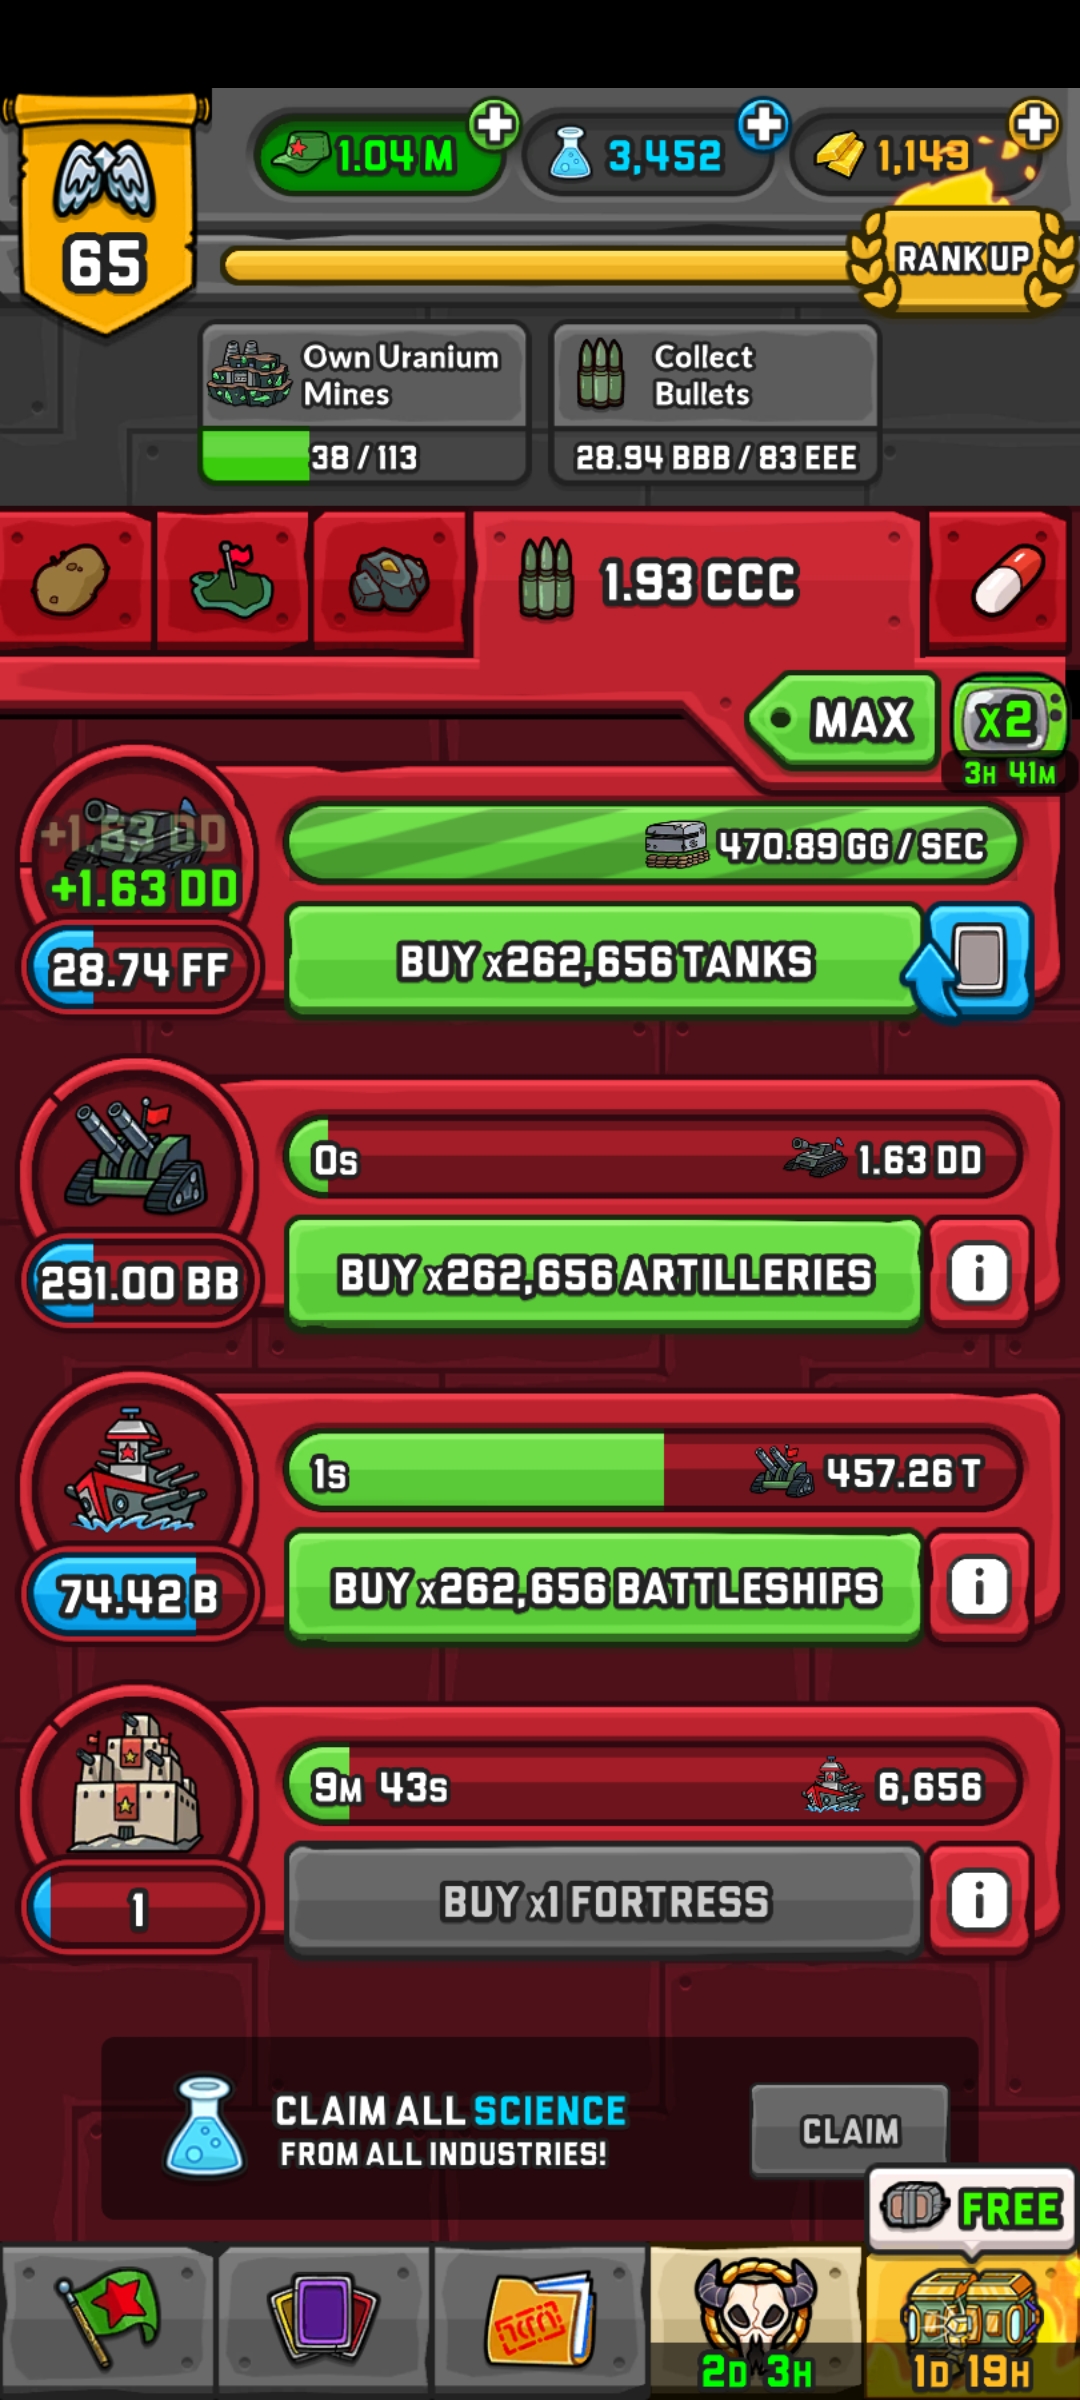 1.04 M
3,452
1,149
65
RANK UP
Own Uranium
Mines
38 / 113
Collect
Bullets
28.94 BBB / 83 EEE
1.93 CCC
MAX
x2
3H 41M
+1.63 DD
+1.63 DD
28.74 FF
470.89 GG / SEC
BUY x262,656 TANKS
0s
1.63 DD
291.00 BB
BUY x262,656 ARTILLERIES
1s
457.26 T
74.42 B
BUY x262,656 BATTLESHIPS
9M 43s
6,656
1
BUY x1 FORTRESS
CLAIM ALL SCIENCE
FROM ALL INDUSTRIES!
CLAIM
FREE
2D 3H
1D 19H